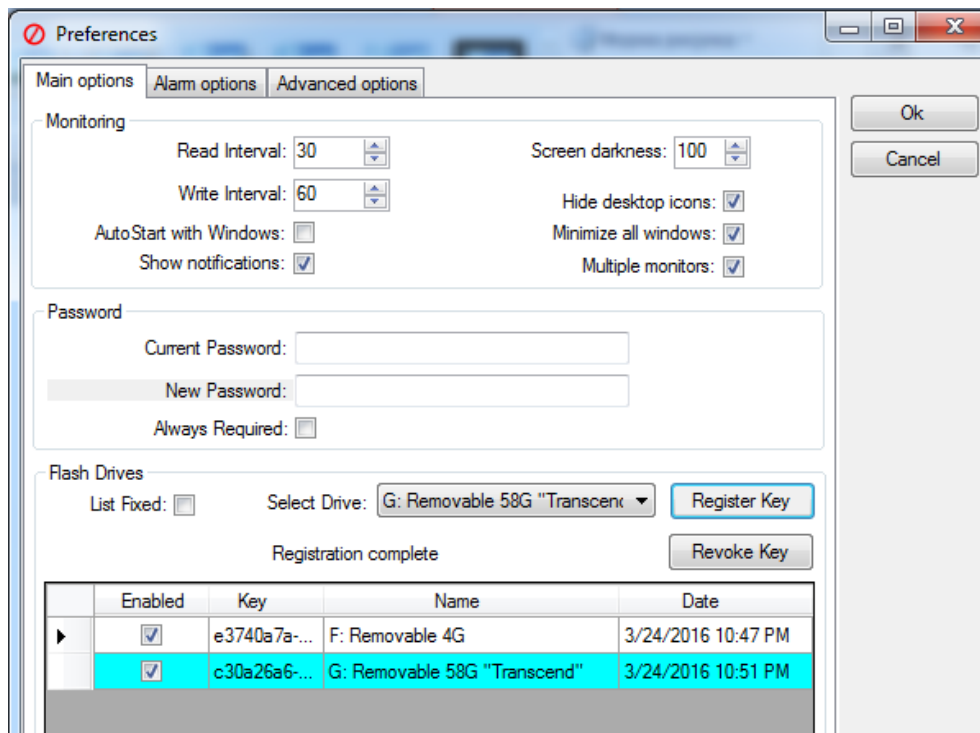 Preferences
Main options Alarm options Advanced options
Ok
Cancel
Monitoring
Read Interval: 30 Screen darkness: 100
Write Interval: 60 Hide desktop icons:
AutoStart with Windows: Minimize all windows:
Show notifications: Multiple monitors:
Password
Current Password:
New Password:
Always Required:
Flash Drives
List Fixed: Select Drive: G: Removable 58G "Transcend Register Key
Registration complete Revoke Key
Enabled Key Name Date
e3740a7a-... F: Removable 4G 3/24/2016 10:47 PM
c30a26a6-... G: Removable 58G "Transcend" 3/24/2016 10:51 PM